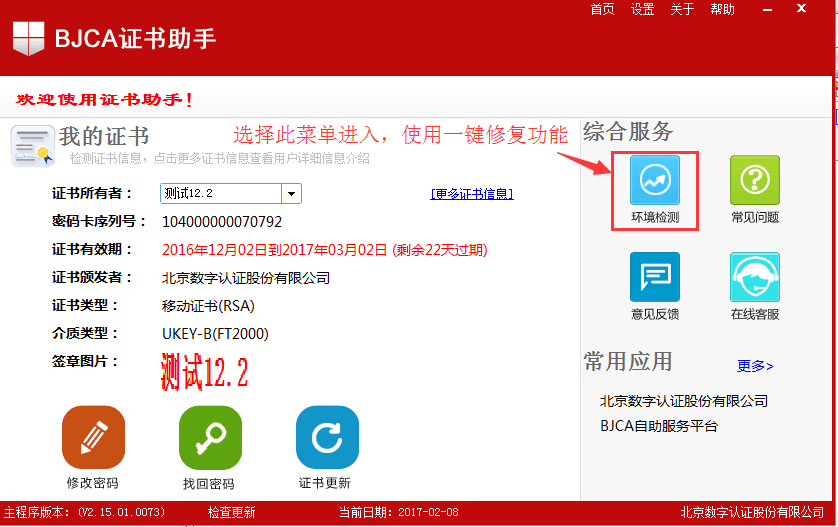 首页 设置 关于 帮助
BJCA证书助手
欢迎使用证书助手！
我的证书
检测证书信息，点击更多证书信息查看用户详细信息介绍
选择此菜单进入，使用一键修复功能
证书所有者： 测试12.2 [更多证书信息]
密码卡序列号： 104000000070792
证书有效期： 2016年12月02日到2017年03月02日 (剩余22天过期)
证书颁发者： 北京数字认证股份有限公司
证书类型： 移动证书(RSA)
介质类型： UKEY-B(FT2000)
签章图片： 测试12.2
修改密码 找回密码 证书更新
综合服务
环境检测 常见问题
意见反馈 在线客服
常用应用 更多>
北京数字认证股份有限公司
BJCA自助服务平台
主程序版本：(V2.15.01.0073) 检查更新 当前日期：2017-02-08 北京数字认证股份有限公司